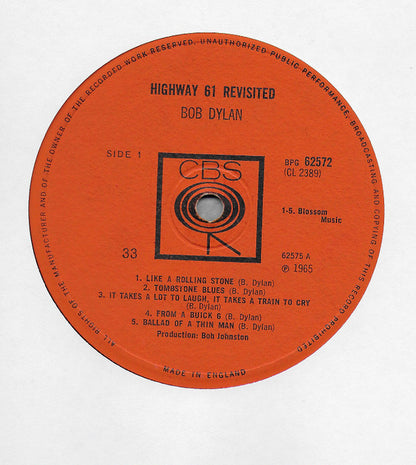 ALL RIGHTS OF THE MANUFACTURER AND OF THE OWNER OF THE RECORDED WORK RESERVED. UNAUTHORIZED PUBLIC PERFORMANCE, BROADCASTING AND COPYING OF THIS RECORD PROHIBITED
HIGHWAY 61 REVISITED
BOB DYLAN
SIDE 1
CBS
BPG 62572
(CL 2389)
1-5. Blossom
Music
33
62575 A
℗ 1965
1. LIKE A ROLLING STONE (B. Dylan)
2. TOMBSTONE BLUES (B. Dylan)
3. IT TAKES A LOT TO LAUGH, IT TAKES A TRAIN TO CRY
(B. Dylan)
4. FROM A BUICK 6 (B. Dylan)
5. BALLAD OF A THIN MAN (B. Dylan)
Production: Bob Johnston
MADE IN ENGLAND